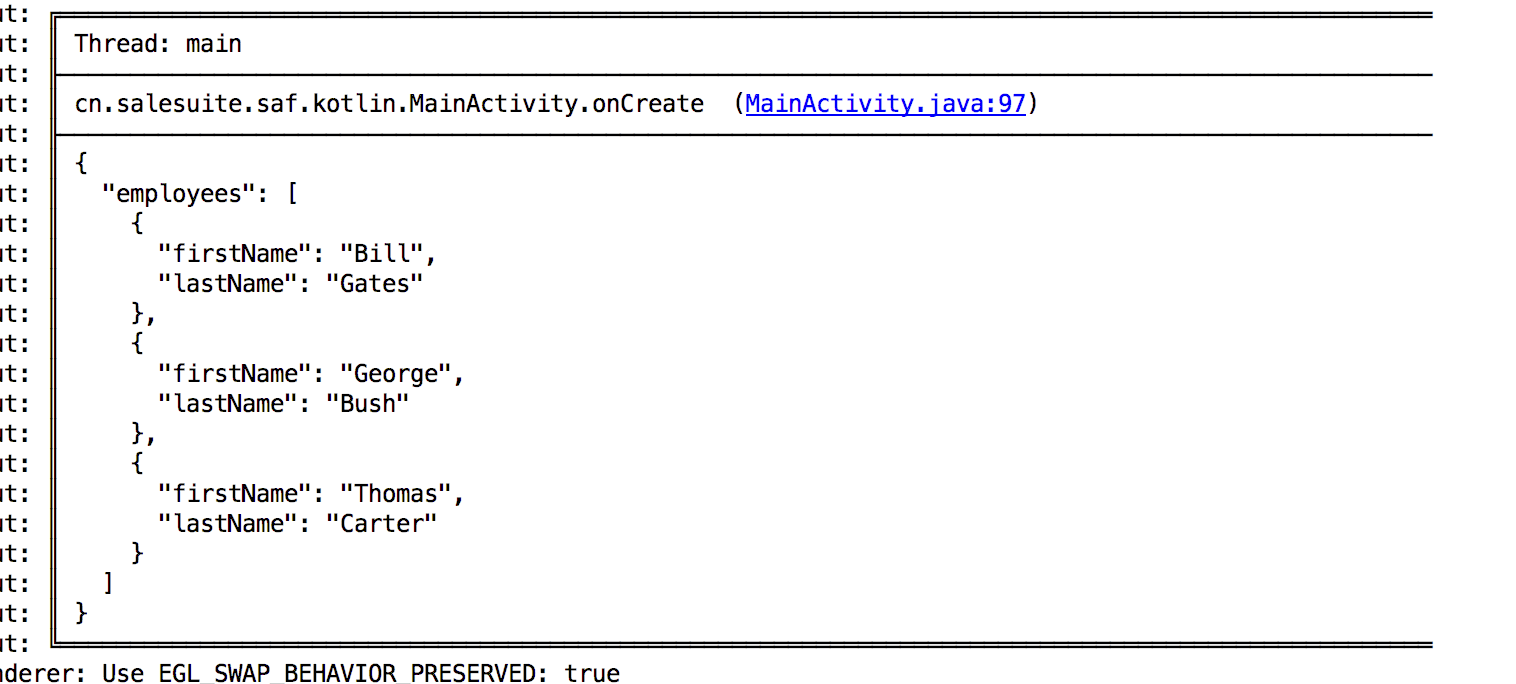 ut: ╔══════════════════════════════════════════════════
ut: ║ Thread: main
ut: ╟──────────────────────────────────────────────────
ut: ║ cn.salesuite.saf.kotlin.MainActivity.onCreate  (MainActivity.java:97)
ut: ╟──────────────────────────────────────────────────
ut: ║ {
ut: ║   "employees": [
ut: ║     {
ut: ║       "firstName": "Bill",
ut: ║       "lastName": "Gates"
ut: ║     },
ut: ║     {
ut: ║       "firstName": "George",
ut: ║       "lastName": "Bush"
ut: ║     },
ut: ║     {
ut: ║       "firstName": "Thomas",
ut: ║       "lastName": "Carter"
ut: ║     }
ut: ║   ]
ut: ║ }
ut: ╚══════════════════════════════════════════════════
nderer: Use EGL_SWAP_BEHAVIOR_PRESERVED: true